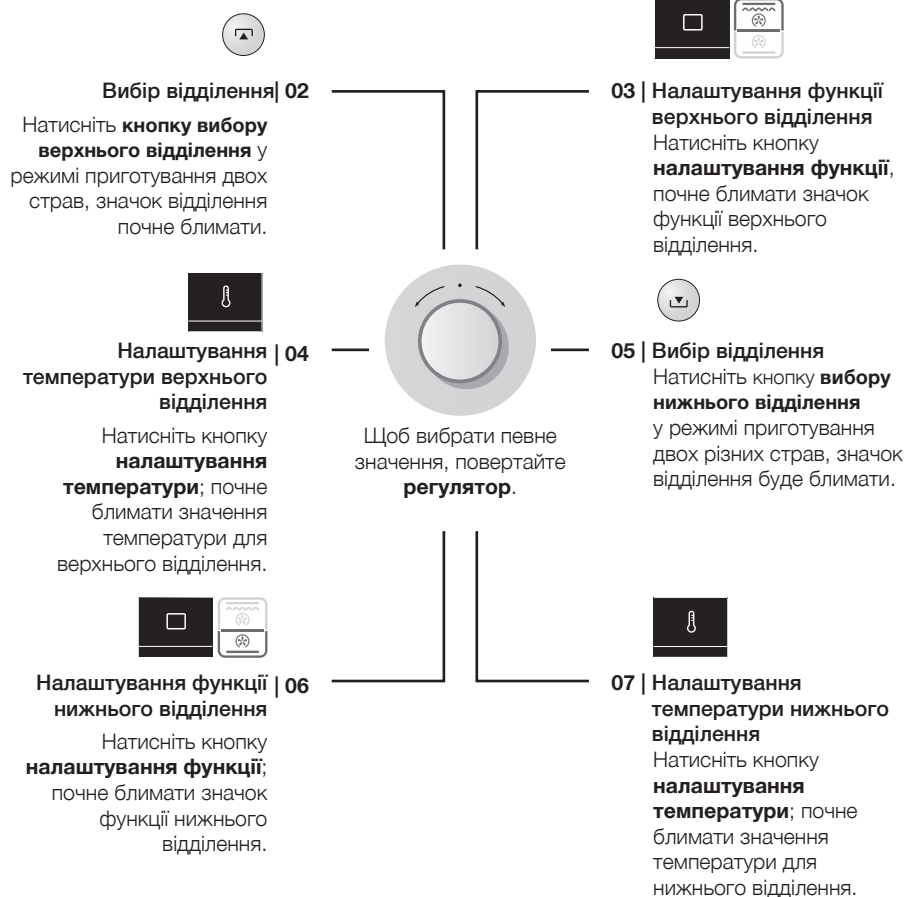 Вибір відділення| 02
Натисніть кнопку вибору
верхнього відділення у
режимі приготування двох
страв, значок відділення
почне блимати.
03 | Налаштування функції
верхнього відділення
Натисніть кнопку
налаштування функції,
почне блимати значок
функції верхнього
відділення.
Налаштування | 04
температури верхнього
відділення
Натисніть кнопку
налаштування
температури; почне
блимати значення
температури для
верхнього відділення.
Щоб вибрати певне
значення, повертайте
регулятор.
05 | Вибір відділення
Натисніть кнопку вибору
нижнього відділення
у режимі приготування
двох різних страв, значок
відділення буде блимати.
Налаштування функції | 06
нижнього відділення
Натисніть кнопку
налаштування функції;
почне блимати значок
функції нижнього
відділення.
07 | Налаштування
температури нижнього
відділення
Натисніть кнопку
налаштування
температури; почне
блимати значення
температури для
нижнього відділення.